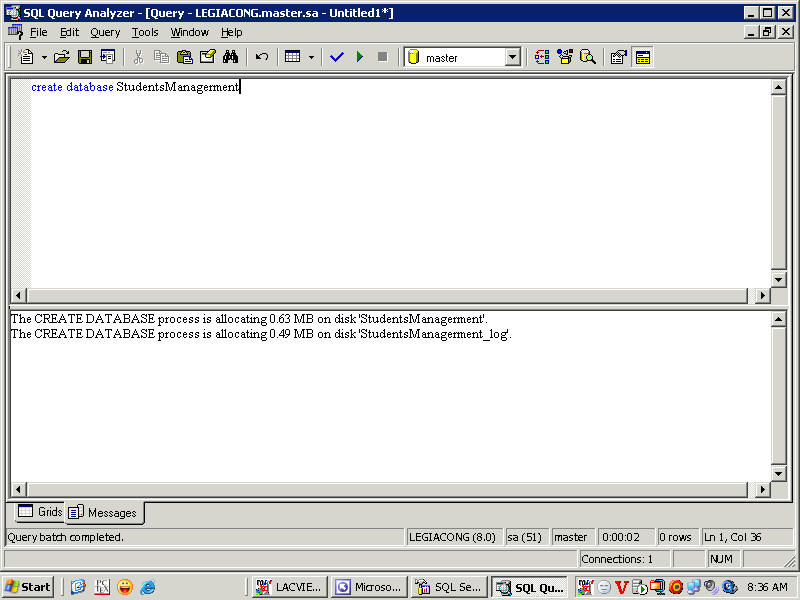 SQL Query Analyzer - [Query - LEGIACONG.master.sa - Untitled1*]
File Edit Query Tools Window Help
master
create database StudentsManagerment
The CREATE DATABASE process is allocating 0.63 MB on disk 'StudentsManagerment'.
The CREATE DATABASE process is allocating 0.49 MB on disk 'StudentsManagerment_log'.
Grids Messages
Query batch completed. LEGIACONG (8.0) sa (51) master 0:00:02 0 rows Ln 1, Col 36
Connections: 1 NUM
Start LACVIE... Microso... SQL Se... SQL Qu... 8:36 AM